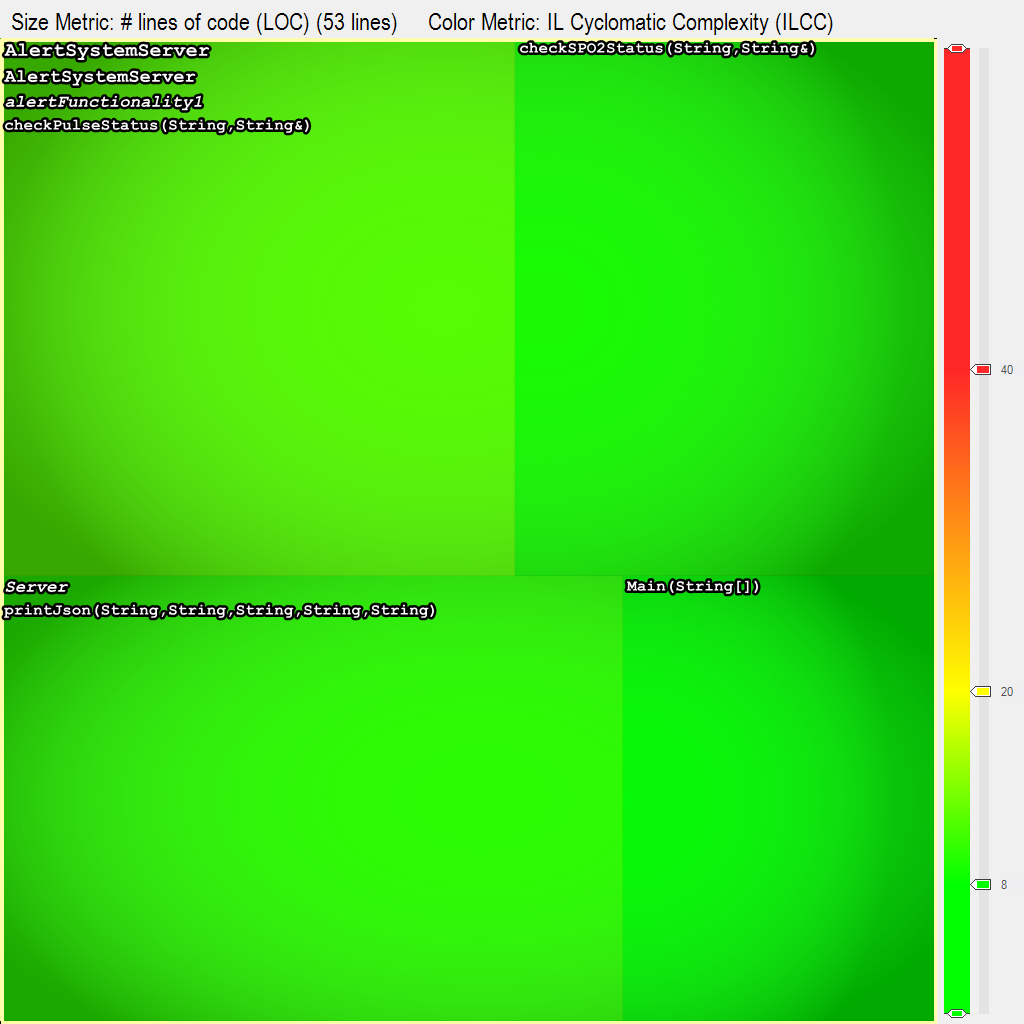 Size Metric: # lines of code (LOC) (53 lines) Color Metric: IL Cyclomatic Complexity (ILCC)
AlertSystemServer
AlertSystemServer
alertFunctionality1
checkPulseStatus(String,String&)
checkSPO2Status(String,String&)
Server
printJson(String,String,String,String,String)
Main(String[])
40
20
8